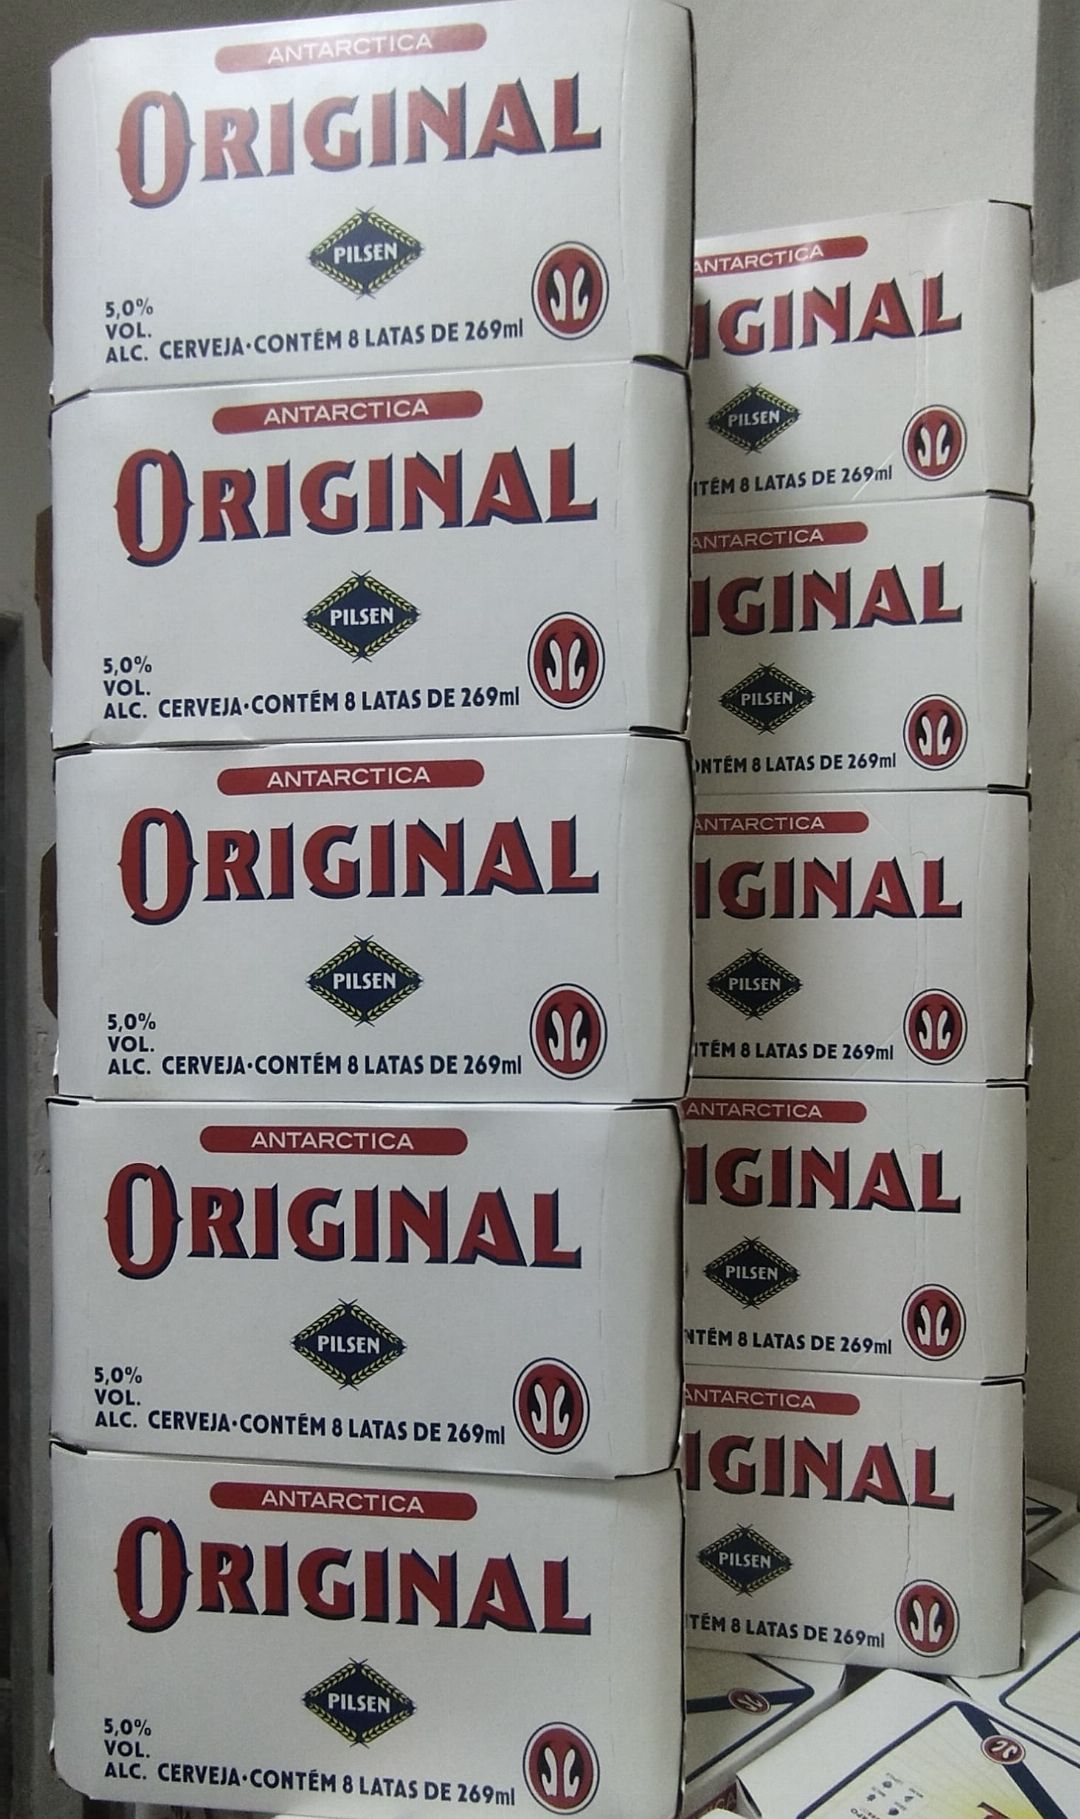 ANTARCTICA
ORIGINAL
PILSEN
5,0%
VOL.
ALC. CERVEJA•CONTÉM 8 LATAS DE 269ml
ANTARCTICA
ORIGINAL
PILSEN
5,0%
VOL.
ALC. CERVEJA•CONTÉM 8 LATAS DE 269ml
ANTARCTICA
ORIGINAL
PILSEN
5,0%
VOL.
ALC. CERVEJA•CONTÉM 8 LATAS DE 269ml
ANTARCTICA
ORIGINAL
PILSEN
5,0%
VOL.
ALC. CERVEJA•CONTÉM 8 LATAS DE 269ml
ANTARCTICA
ORIGINAL
PILSEN
5,0%
VOL.
ALC. CERVEJA•CONTÉM 8 LATAS DE 269ml
ANTARCTICA
IGINAL
PILSEN
TÉM 8 LATAS DE 269ml
ANTARCTICA
IGINAL
PILSEN
ONTÉM 8 LATAS DE 269ml
ANTARCTICA
IGINAL
PILSEN
TÉM 8 LATAS DE 269ml
ANTARCTICA
IGINAL
PILSEN
NTÉM 8 LATAS DE 269ml
ANTARCTICA
IGINAL
PILSEN
TÉM 8 LATAS DE 269ml